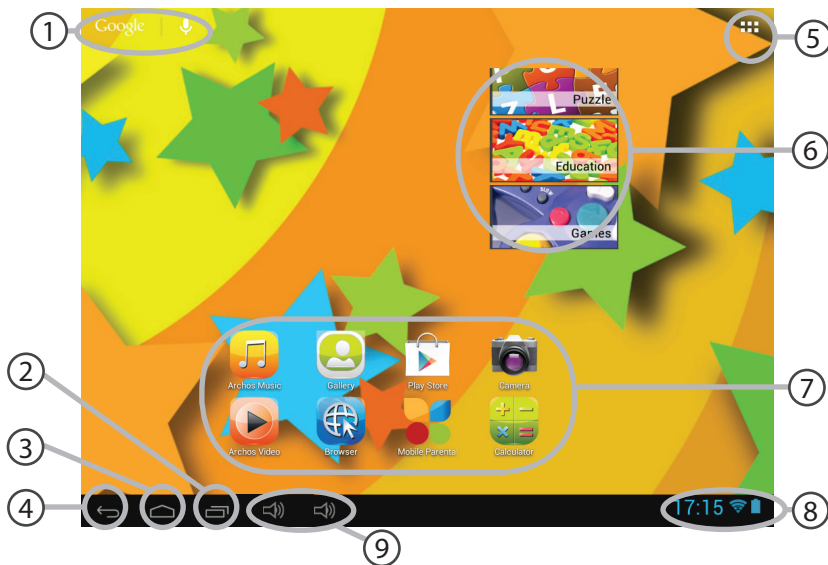 1
Google
5
Puzzle
6
Education
Games
2
Archos Music Gallery Play Store Camera
7
3
Archos Video Browser Mobile Parenta Calculator
4
17:15
8
9